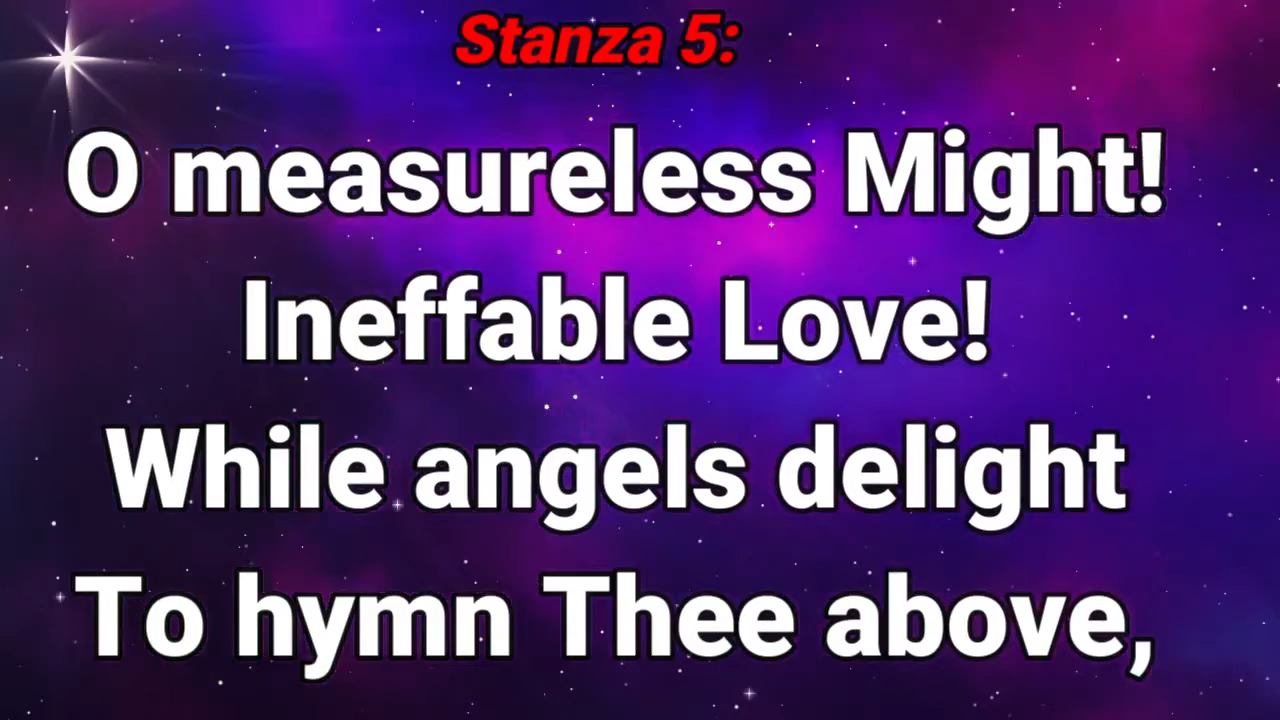 Stanza 5:
O measureless Might!
Ineffable Love!
While angels delight
To hymn Thee above,